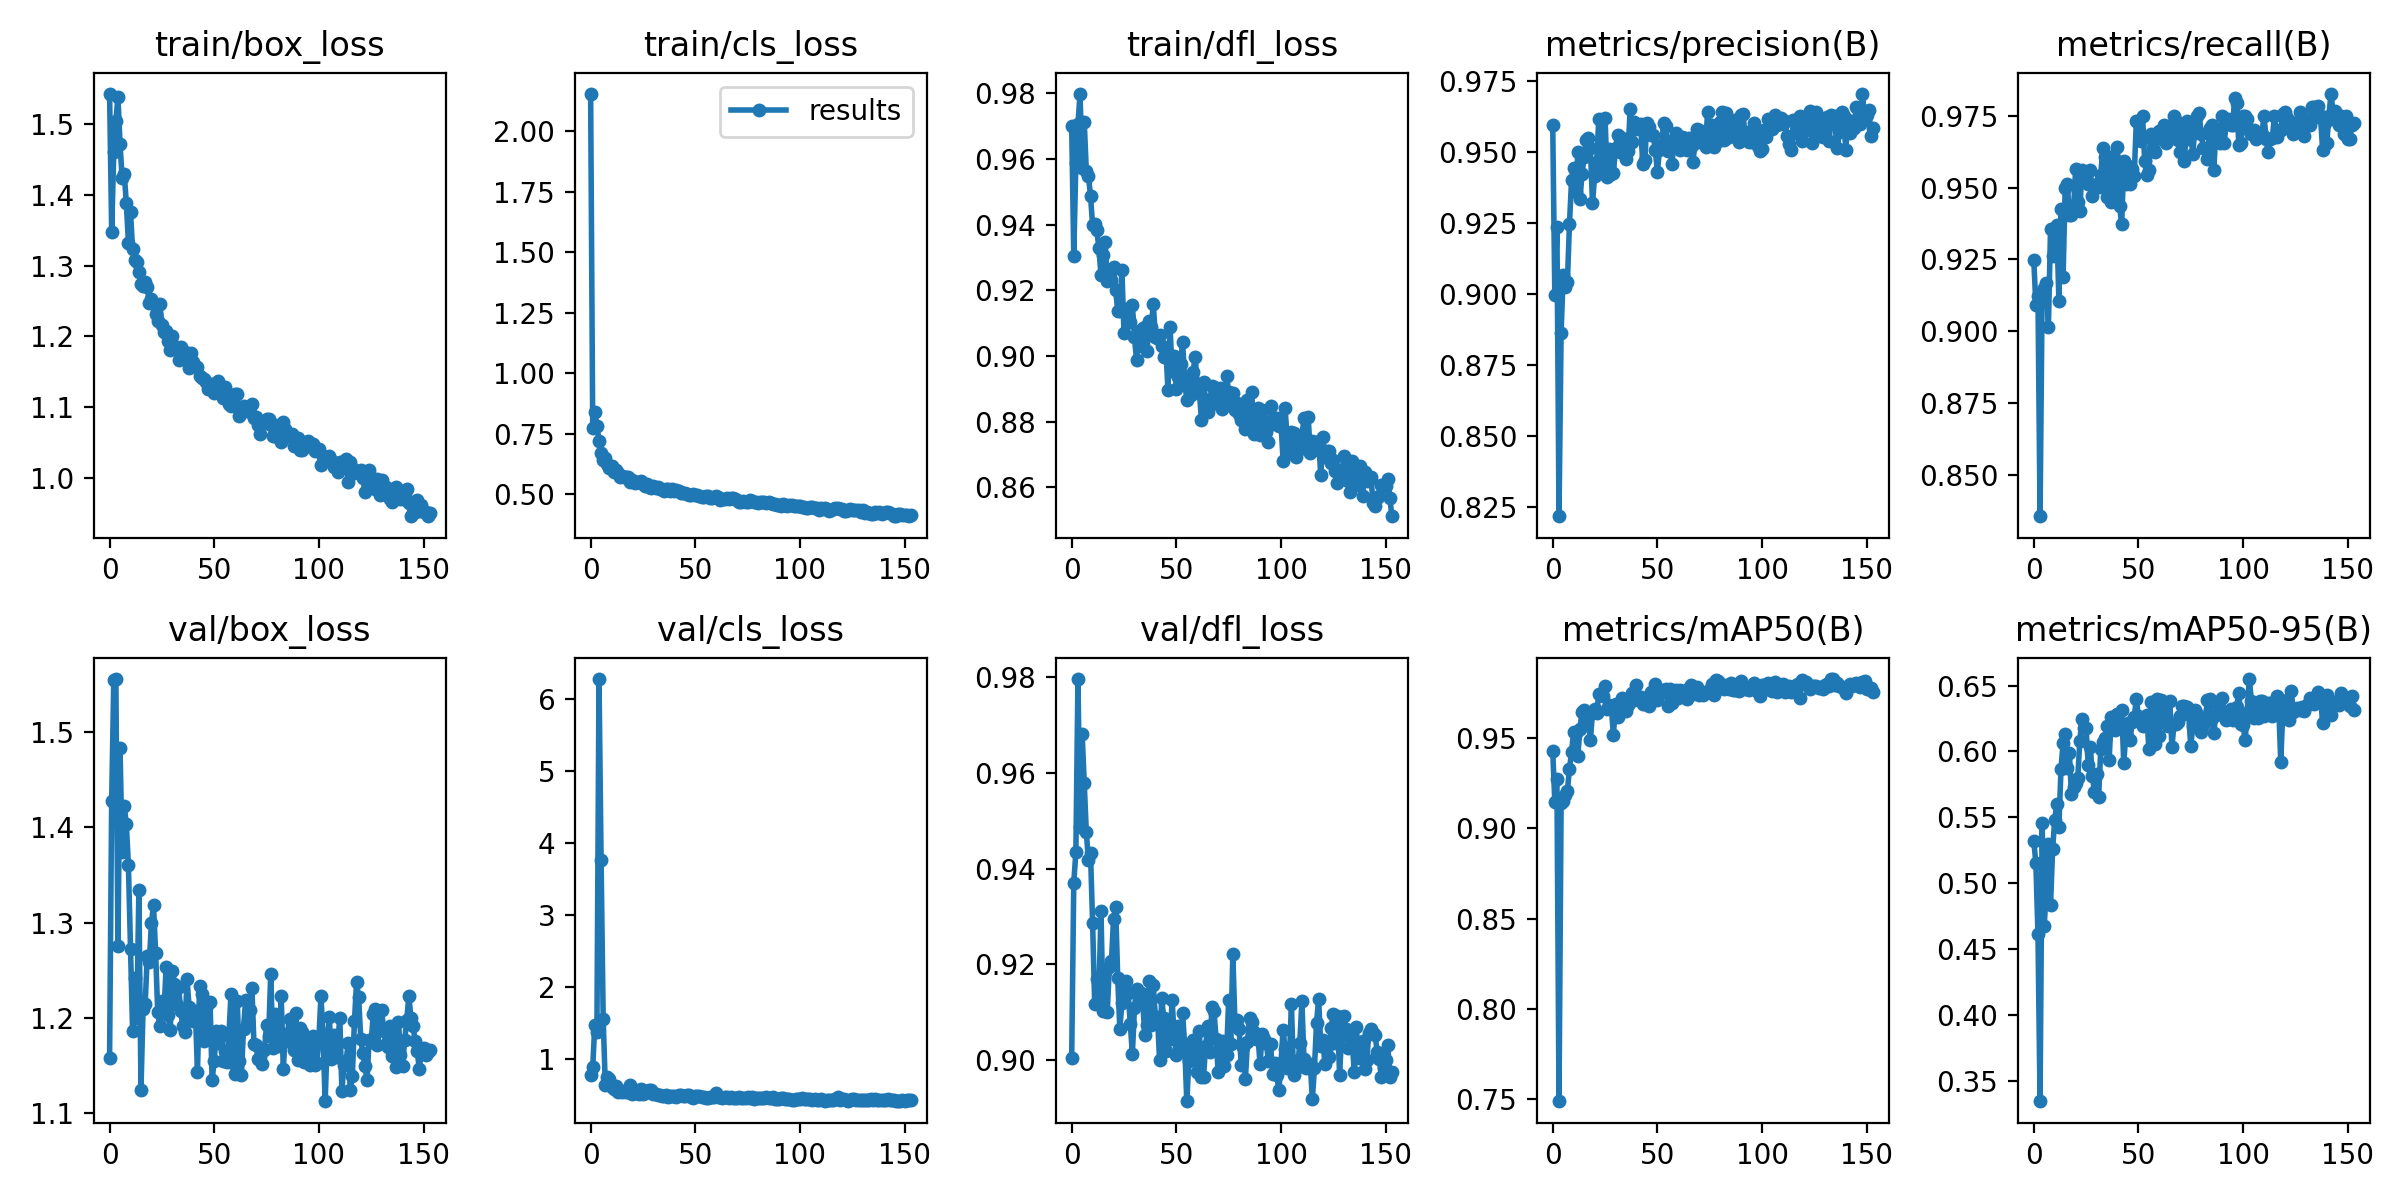 train/box_loss
1.5
1.4
1.3
1.2
1.1
1.0
0 50 100 150
train/cls_loss
results
2.00
1.75
1.50
1.25
1.00
0.75
0.50
0 50 100 150
train/dfl_loss
0.98
0.96
0.94
0.92
0.90
0.88
0.86
0 50 100 150
metrics/precision(B)
0.975
0.950
0.925
0.900
0.875
0.850
0.825
0 50 100 150
metrics/recall(B)
0.975
0.950
0.925
0.900
0.875
0.850
0 50 100 150
val/box_loss
1.5
1.4
1.3
1.2
1.1
0 50 100 150
val/cls_loss
6
5
4
3
2
1
0 50 100 150
val/dfl_loss
0.98
0.96
0.94
0.92
0.90
0 50 100 150
metrics/mAP50(B)
0.95
0.90
0.85
0.80
0.75
0 50 100 150
metrics/mAP50-95(B)
0.65
0.60
0.55
0.50
0.45
0.40
0.35
0 50 100 150